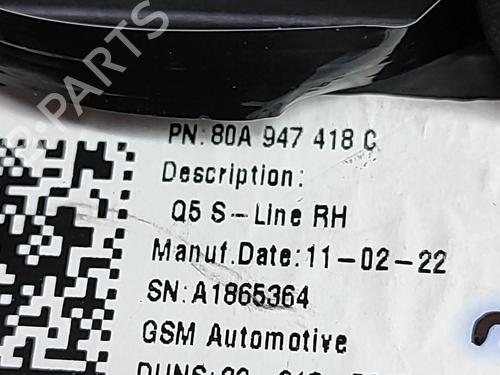 B-PARTS
PN:80A 947 418 C
Description:
Q5 S-Line RH
Manuf.Date:11-02-22
SN:A1865364
GSM Automotive